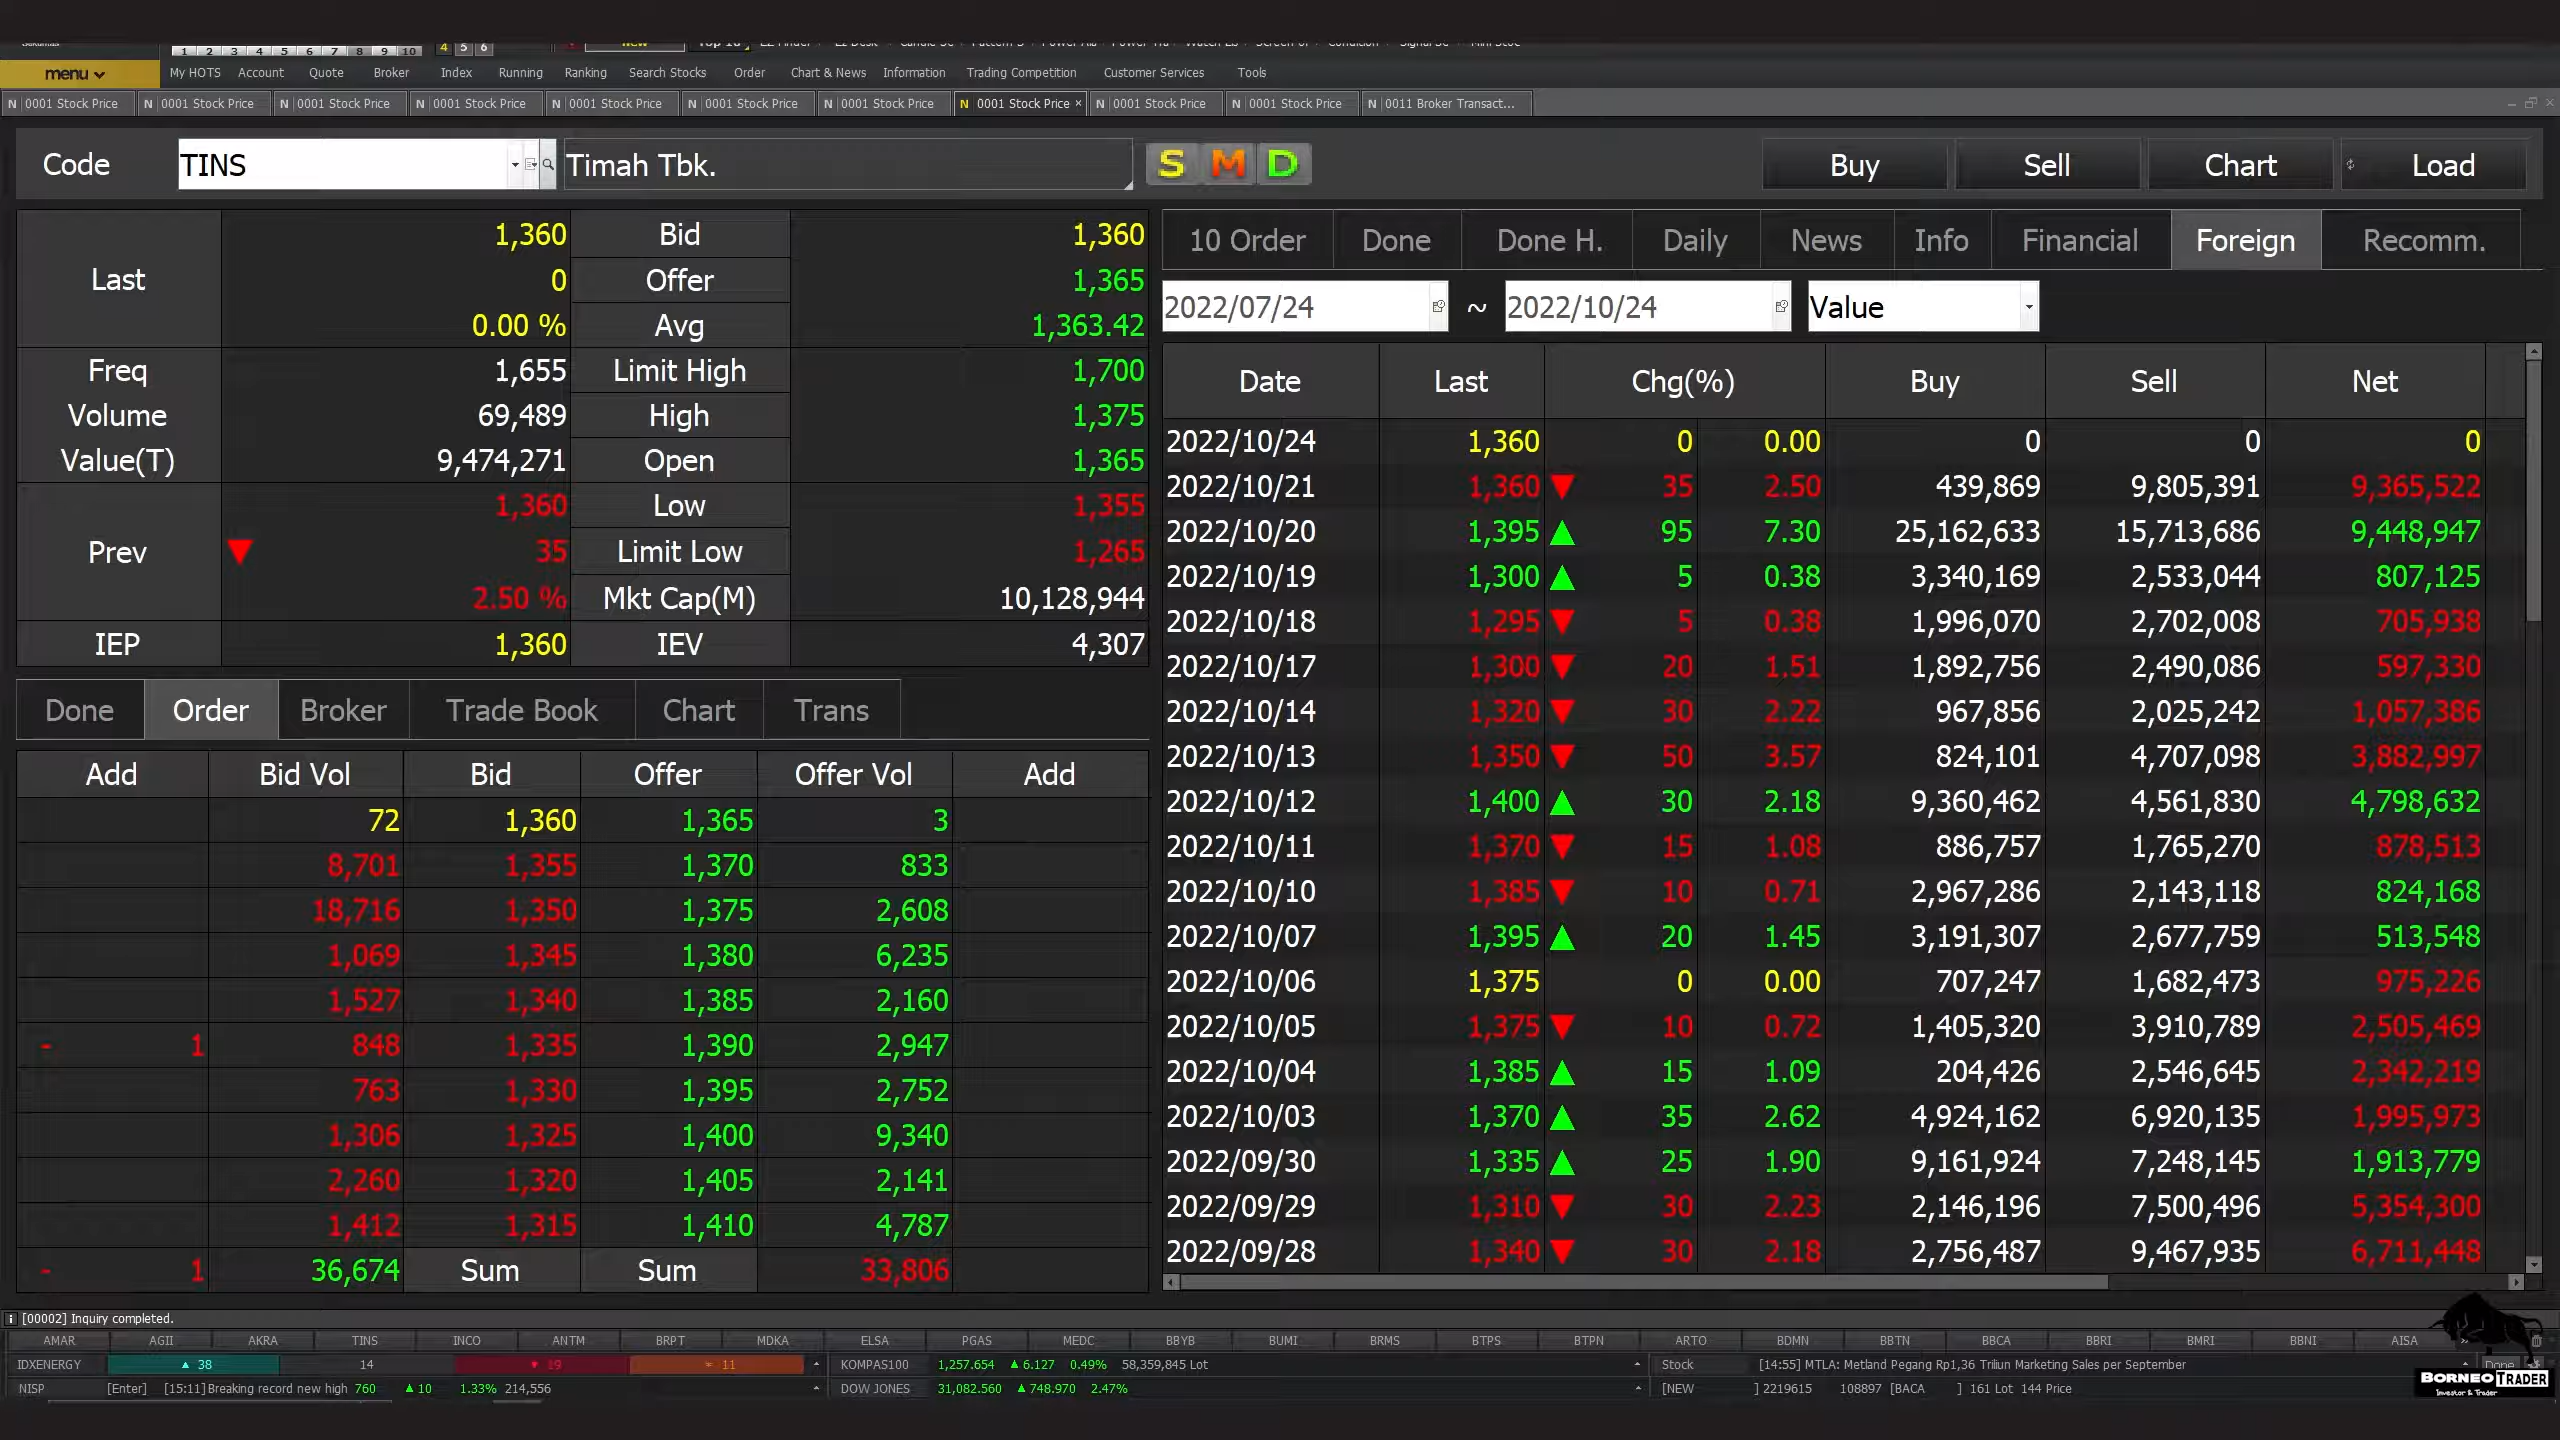 1 2 3 4 5 6 7 8 9 10 4 5 6 New
menu My HOTS Account Quote Broker Index Running Ranking Search Stocks Order Chart & News Information Trading Competition Customer Services Tools
N 0001 Stock Price N 0001 Stock Price N 0001 Stock Price N 0001 Stock Price N 0001 Stock Price N 0001 Stock Price N 0001 Stock Price N 0001 Stock Price × N 0001 Stock Price N 0001 Stock Price N 0011 Broker Transact...
Code TINS Timah Tbk. S M D Buy Sell Chart Load
Last 1,360 Bid 1,360
0 Offer 1,365
0.00 % Avg 1,363.42
Freq 1,655 Limit High 1,700
Volume 69,489 High 1,375
Value(T) 9,474,271 Open 1,365
Prev 1,360 Low 1,355
▼ 35 Limit Low 1,265
2.50 % Mkt Cap(M) 10,128,944
IEP 1,360 IEV 4,307
Done Order Broker Trade Book Chart Trans
Add Bid Vol Bid Offer Offer Vol Add
72 1,360 1,365 3
8,701 1,355 1,370 833
18,716 1,350 1,375 2,608
1,069 1,345 1,380 6,235
1,527 1,340 1,385 2,160
- 1 848 1,335 1,390 2,947
763 1,330 1,395 2,752
1,306 1,325 1,400 9,340
2,260 1,320 1,405 2,141
1,412 1,315 1,410 4,787
- 1 36,674 Sum Sum 33,806
10 Order Done Done H. Daily News Info Financial Foreign Recomm.
2022/07/24 ~ 2022/10/24 Value
Date Last Chg(%) Buy Sell Net
2022/10/24 1,360 0 0.00 0 0 0
2022/10/21 1,360 ▼ 35 2.50 439,869 9,805,391 9,365,522
2022/10/20 1,395 ▲ 95 7.30 25,162,633 15,713,686 9,448,947
2022/10/19 1,300 ▲ 5 0.38 3,340,169 2,533,044 807,125
2022/10/18 1,295 ▼ 5 0.38 1,996,070 2,702,008 705,938
2022/10/17 1,300 ▼ 20 1.51 1,892,756 2,490,086 597,330
2022/10/14 1,320 ▼ 30 2.22 967,856 2,025,242 1,057,386
2022/10/13 1,350 ▼ 50 3.57 824,101 4,707,098 3,882,997
2022/10/12 1,400 ▲ 30 2.18 9,360,462 4,561,830 4,798,632
2022/10/11 1,370 ▼ 15 1.08 886,757 1,765,270 878,513
2022/10/10 1,385 ▼ 10 0.71 2,967,286 2,143,118 824,168
2022/10/07 1,395 ▲ 20 1.45 3,191,307 2,677,759 513,548
2022/10/06 1,375 0 0.00 707,247 1,682,473 975,226
2022/10/05 1,375 ▼ 10 0.72 1,405,320 3,910,789 2,505,469
2022/10/04 1,385 ▲ 15 1.09 204,426 2,546,645 2,342,219
2022/10/03 1,370 ▲ 35 2.62 4,924,162 6,920,135 1,995,973
2022/09/30 1,335 ▲ 25 1.90 9,161,924 7,248,145 1,913,779
2022/09/29 1,310 ▼ 30 2.23 2,146,196 7,500,496 5,354,300
2022/09/28 1,340 ▼ 30 2.18 2,756,487 9,467,935 6,711,448
i [00002] Inquiry completed.
AMAR AGII AKRA TINS INCO ANTM BRPT MDKA ELSA PGAS MEDC BBYB BUMI BRMS BTPS BTPN ARTO BDMN BBTN BBCA BBRI BMRI BBNI AISA
IDXENERGY ▲ 38 14 ▼ 19 = 11 KOMPAS100 1,257.654 ▲ 6.127 0.49% 58,359,845 Lot Stock [14:55] MTLA: Metland Pegang Rp1,36 Triliun Marketing Sales per September Done
NISP [Enter] [15:11]Breaking record new high 760 ▲ 10 1.33% 214,556 DOW JONES 31,082.560 ▲ 748.970 2.47% [NEW ] 2219615 108897 [BACA ] 161 Lot 144 Price
BORNEO TRADER
Investor & Trader